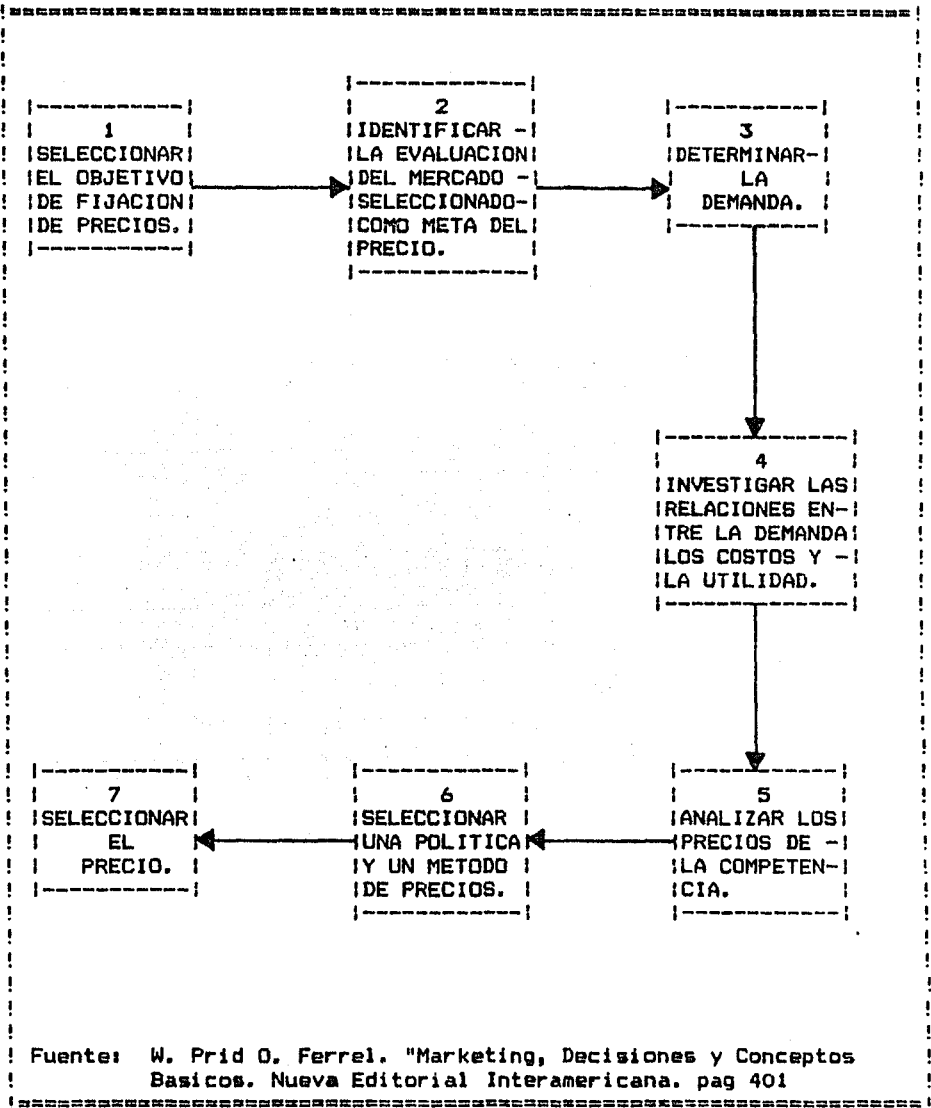 1
SELECCIONAR
EL OBJETIVO
DE FIJACION
DE PRECIOS.
2
IDENTIFICAR -
LA EVALUACION
DEL MERCADO -
SELECCIONADO-
COMO META DEL
PRECIO.
3
DETERMINAR-
LA
DEMANDA.
4
INVESTIGAR LAS
RELACIONES EN-
TRE LA DEMANDA
LOS COSTOS Y -
LA UTILIDAD.
5
ANALIZAR LOS
PRECIOS DE -
LA COMPETEN-
CIA.
6
SELECCIONAR
UNA POLITICA
Y UN METODO
DE PRECIOS.
7
SELECCIONAR
EL
PRECIO.
Fuente: W. Prid O. Ferrel. "Marketing, Decisiones y Conceptos
Basicos. Nueva Editorial Interamericana. pag 401